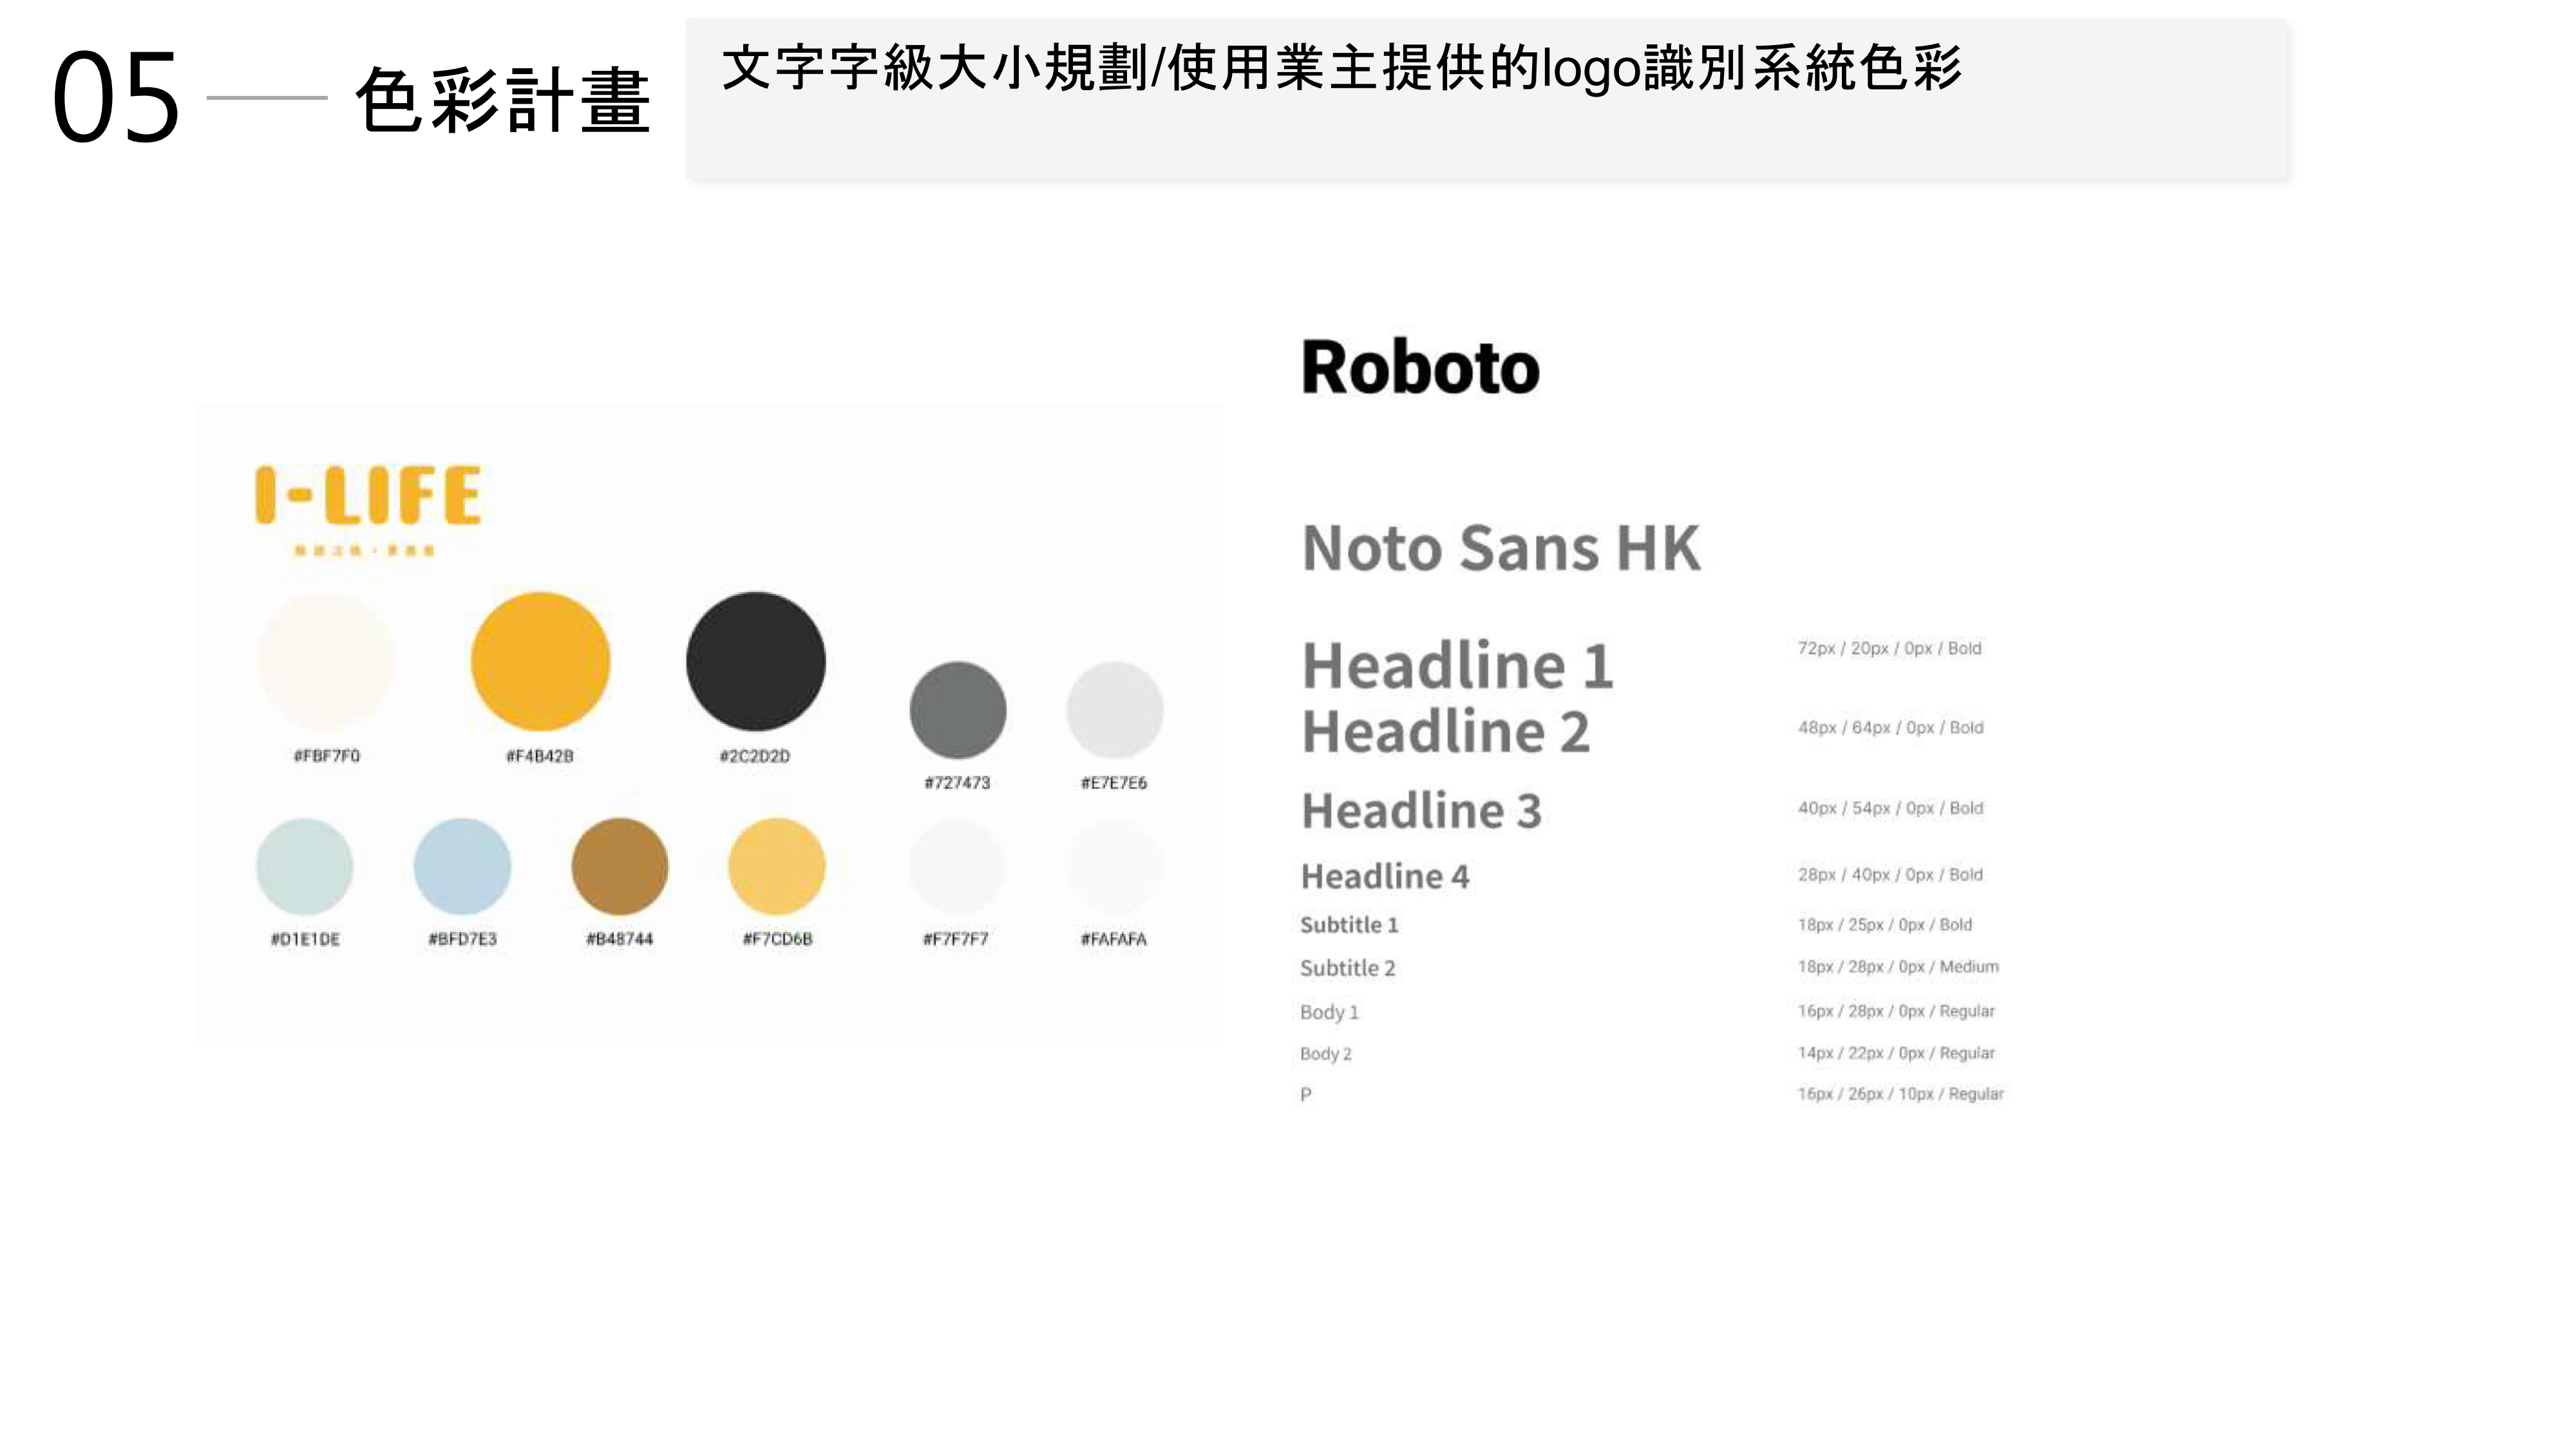 05
色彩計畫
文字字級大小規劃/使用業主提供的logo識別系統色彩
I-LIFE
#FBF7F0
#F4B42B
#2C2D2D
#727473
#E7E7E6
#D1E1DE
#BFD7E3
#B48744
#F7CD6B
#F7F7F7
#FAFAFA
Roboto
Noto Sans HK
Headline 1
72px / 20px / 0px / Bold
Headline 2
48px / 64px / 0px / Bold
Headline 3
40px / 54px / 0px / Bold
Headline 4
28px / 40px / 0px / Bold
Subtitle 1
18px / 25px / 0px / Bold
Subtitle 2
18px / 28px / 0px / Medium
Body 1
16px / 28px / 0px / Regular
Body 2
14px / 22px / 0px / Regular
P
16px / 26px / 10px / Regular